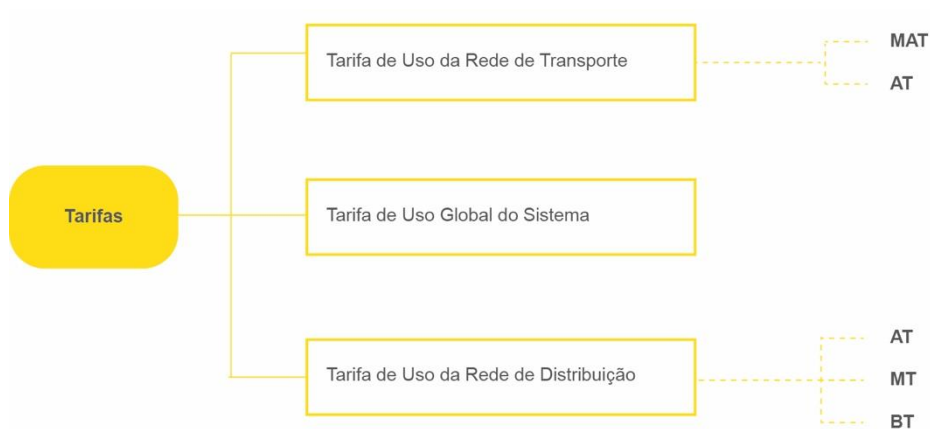 Tarifas
Tarifa de Uso da Rede de Transporte
MAT
AT
Tarifa de Uso Global do Sistema
Tarifa de Uso da Rede de Distribuição
AT
MT
BT